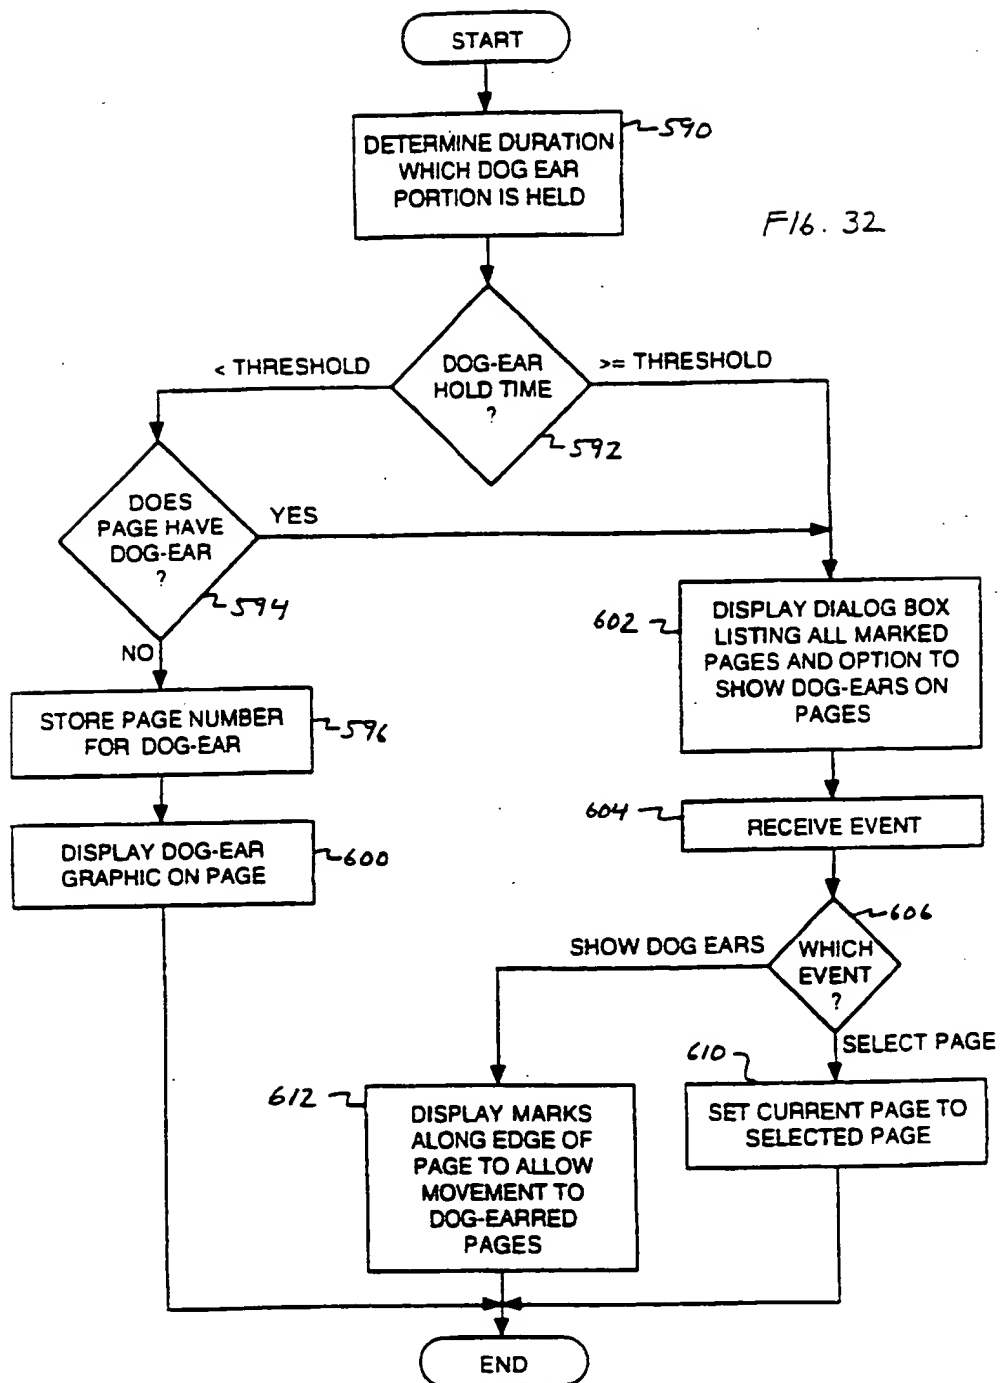 START
DETERMINE DURATION
WHICH DOG EAR
PORTION IS HELD
590
FIG. 32
DOG-EAR
HOLD TIME
?
592
< THRESHOLD
>= THRESHOLD
DOES
PAGE HAVE
DOG-EAR
?
594
YES
NO
STORE PAGE NUMBER
FOR DOG-EAR
596
DISPLAY DOG-EAR
GRAPHIC ON PAGE
600
602
DISPLAY DIALOG BOX
LISTING ALL MARKED
PAGES AND OPTION TO
SHOW DOG-EARS ON
PAGES
604
RECEIVE EVENT
606
WHICH
EVENT
?
SHOW DOG EARS
SELECT PAGE
610
SET CURRENT PAGE TO
SELECTED PAGE
612
DISPLAY MARKS
ALONG EDGE OF
PAGE TO ALLOW
MOVEMENT TO
DOG-EARRED
PAGES
END